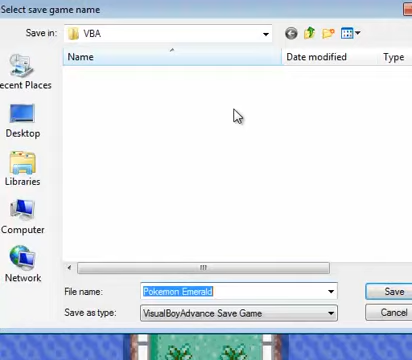 Select save game name
Save in: VBA
Name Date modified Type
ecent Places
Desktop
Libraries
Computer
Network
File name: Pokemon Emerald Save
Save as type: VisualBoyAdvance Save Game Cancel